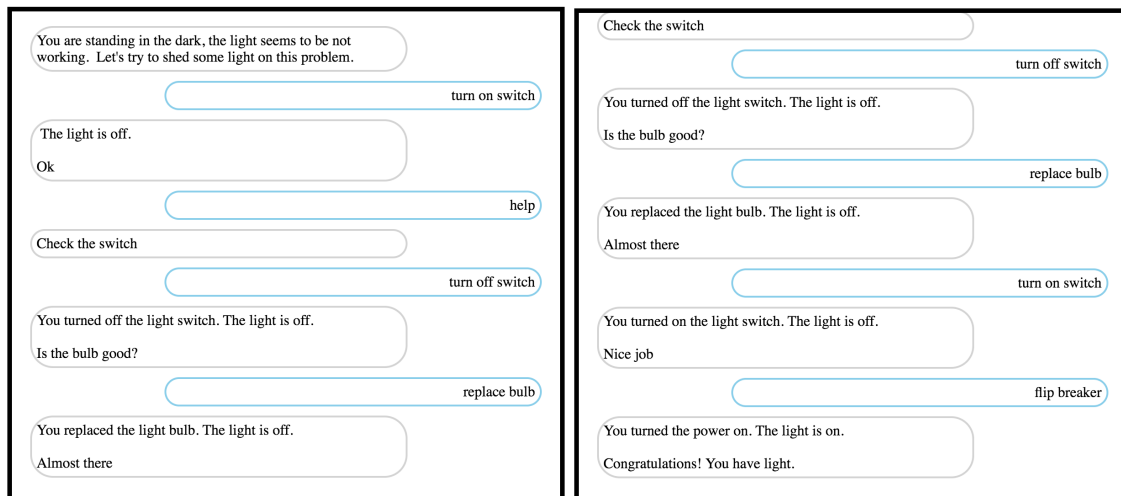 You are standing in the dark, the light seems to be not
working.  Let's try to shed some light on this problem.
turn on switch
The light is off.
Ok
help
Check the switch
turn off switch
You turned off the light switch. The light is off.
Is the bulb good?
replace bulb
You replaced the light bulb. The light is off.
Almost there
Check the switch
turn off switch
You turned off the light switch. The light is off.
Is the bulb good?
replace bulb
You replaced the light bulb. The light is off.
Almost there
turn on switch
You turned on the light switch. The light is off.
Nice job
flip breaker
You turned the power on. The light is on.
Congratulations! You have light.